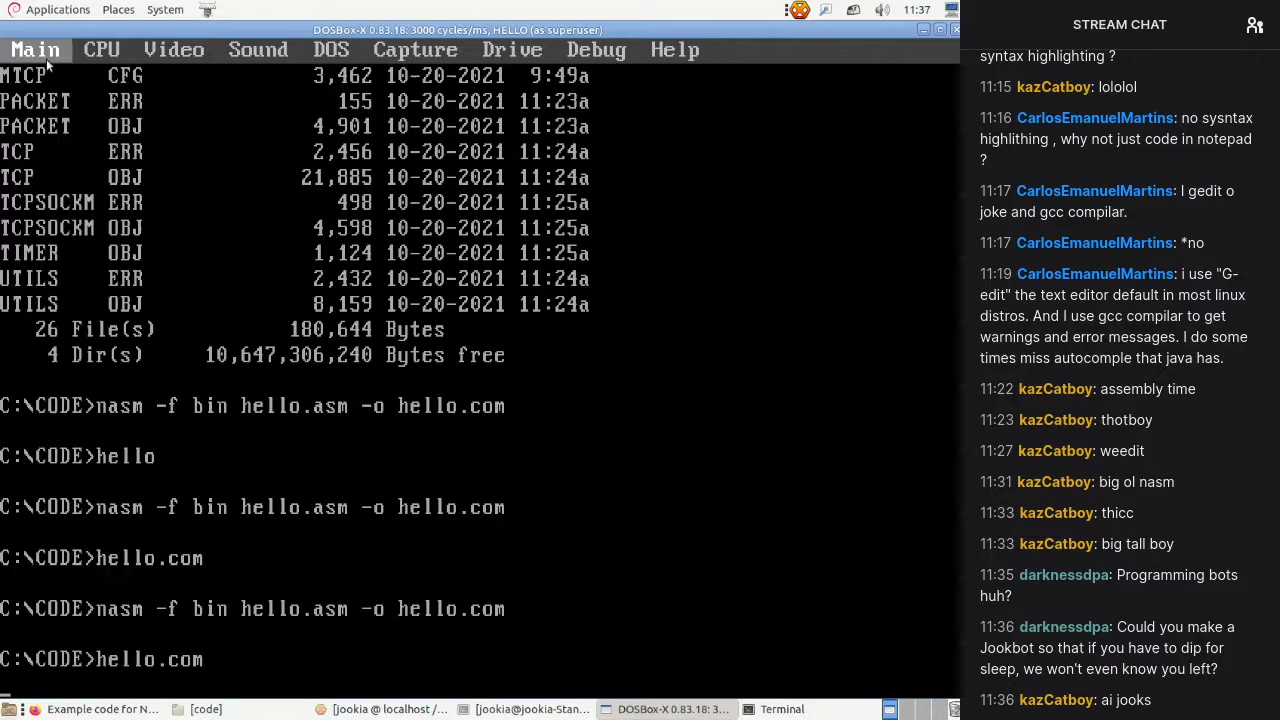 Applications Places System 11:37
DOSBox-X 0.83.18: 3000 cycles/ms, HELLO (as superuser)
Main CPU Video Sound DOS Capture Drive Debug Help
MTCP CFG 3,462 10-20-2021 9:49a
PACKET ERR 155 10-20-2021 11:23a
PACKET OBJ 4,901 10-20-2021 11:23a
TCP ERR 2,456 10-20-2021 11:24a
TCP OBJ 21,885 10-20-2021 11:24a
TCPSOCKM ERR 498 10-20-2021 11:25a
TCPSOCKM OBJ 4,598 10-20-2021 11:25a
TIMER OBJ 1,124 10-20-2021 11:25a
UTILS ERR 2,432 10-20-2021 11:24a
UTILS OBJ 8,159 10-20-2021 11:24a
26 File(s) 180,644 Bytes
4 Dir(s) 10,647,306,240 Bytes free
C:\CODE>nasm -f bin hello.asm -o hello.com
C:\CODE>hello
C:\CODE>nasm -f bin hello.asm -o hello.com
C:\CODE>hello.com
C:\CODE>nasm -f bin hello.asm -o hello.com
C:\CODE>hello.com
Example code for N... [code] [jookia @ localhost /... [jookia@jookia-Stan... DOSBox-X 0.83.18: 3... Terminal
STREAM CHAT
syntax highlighting ?
11:15 kazCatboy: lololol
11:16 CarlosEmanuelMartins: no sysntax
highlithing , why not just code in notepad
?
11:17 CarlosEmanuelMartins: I gedit o
joke and gcc compilar.
11:17 CarlosEmanuelMartins: *no
11:19 CarlosEmanuelMartins: i use "G-
edit" the text editor default in most linux
distros. And I use gcc compilar to get
warnings and error messages. I do some
times miss autocomple that java has.
11:22 kazCatboy: assembly time
11:23 kazCatboy: thotboy
11:27 kazCatboy: weedit
11:31 kazCatboy: big ol nasm
11:33 kazCatboy: thicc
11:33 kazCatboy: big tall boy
11:35 darknessdpa: Programming bots
huh?
11:36 darknessdpa: Could you make a
Jookbot so that if you have to dip for
sleep, we won't even know you left?
11:36 kazCatboy: ai jooks